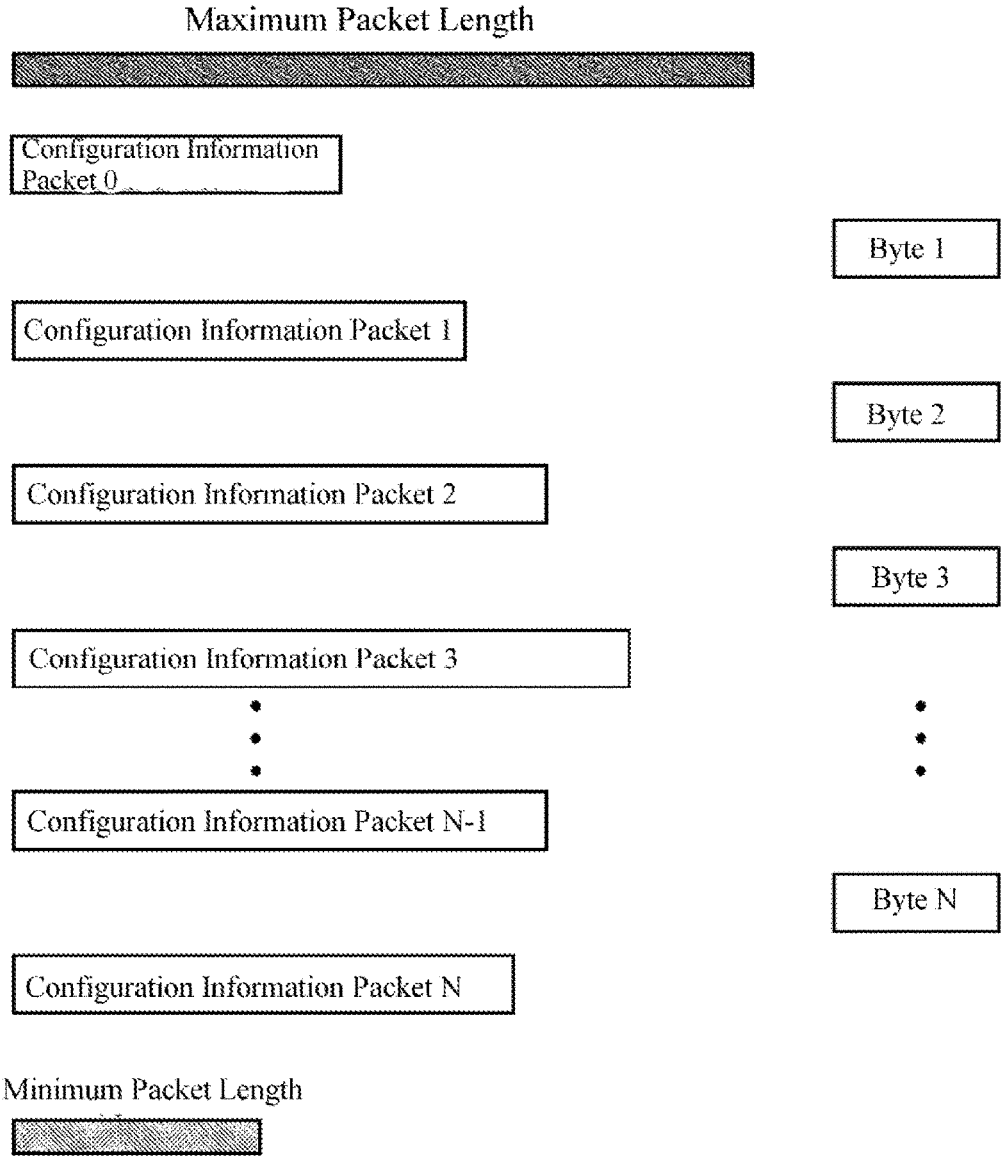 Maximum Packet Length
Configuration Information
Packet 0
Byte 1
Configuration Information Packet 1
Byte 2
Configuration Information Packet 2
Byte 3
Configuration Information Packet 3
Configuration Information Packet N-1
Byte N
Configuration Information Packet N
Minimum Packet Length